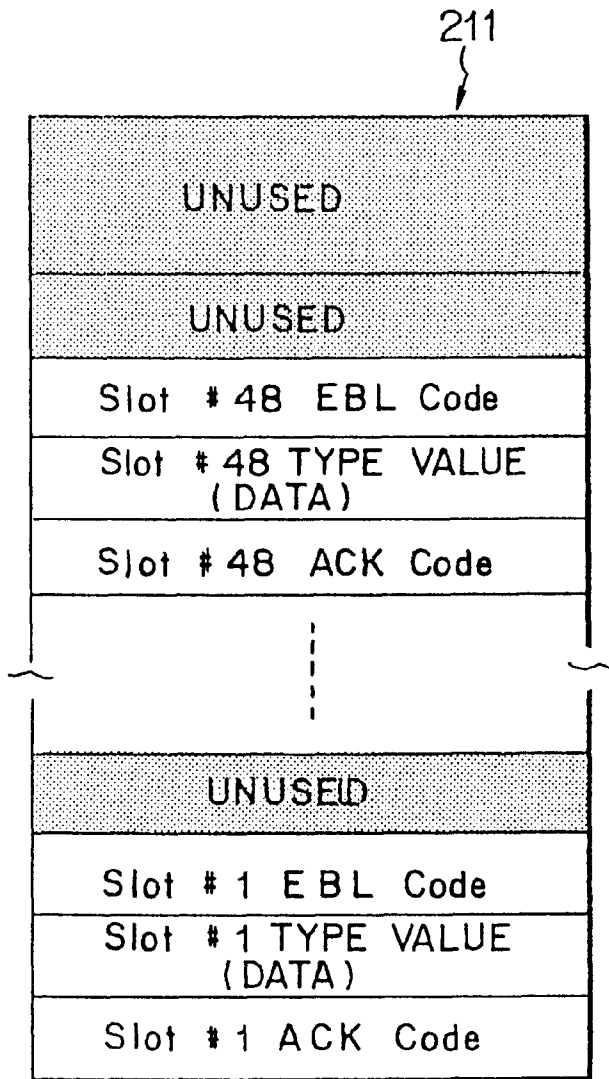 211
UNUSED
UNUSED
Slot # 48 EBL Code
Slot # 48 TYPE VALUE
(DATA)
Slot # 48 ACK Code
UNUSED
Slot # 1 EBL Code
Slot # 1 TYPE VALUE
(DATA)
Slot # 1 ACK Code